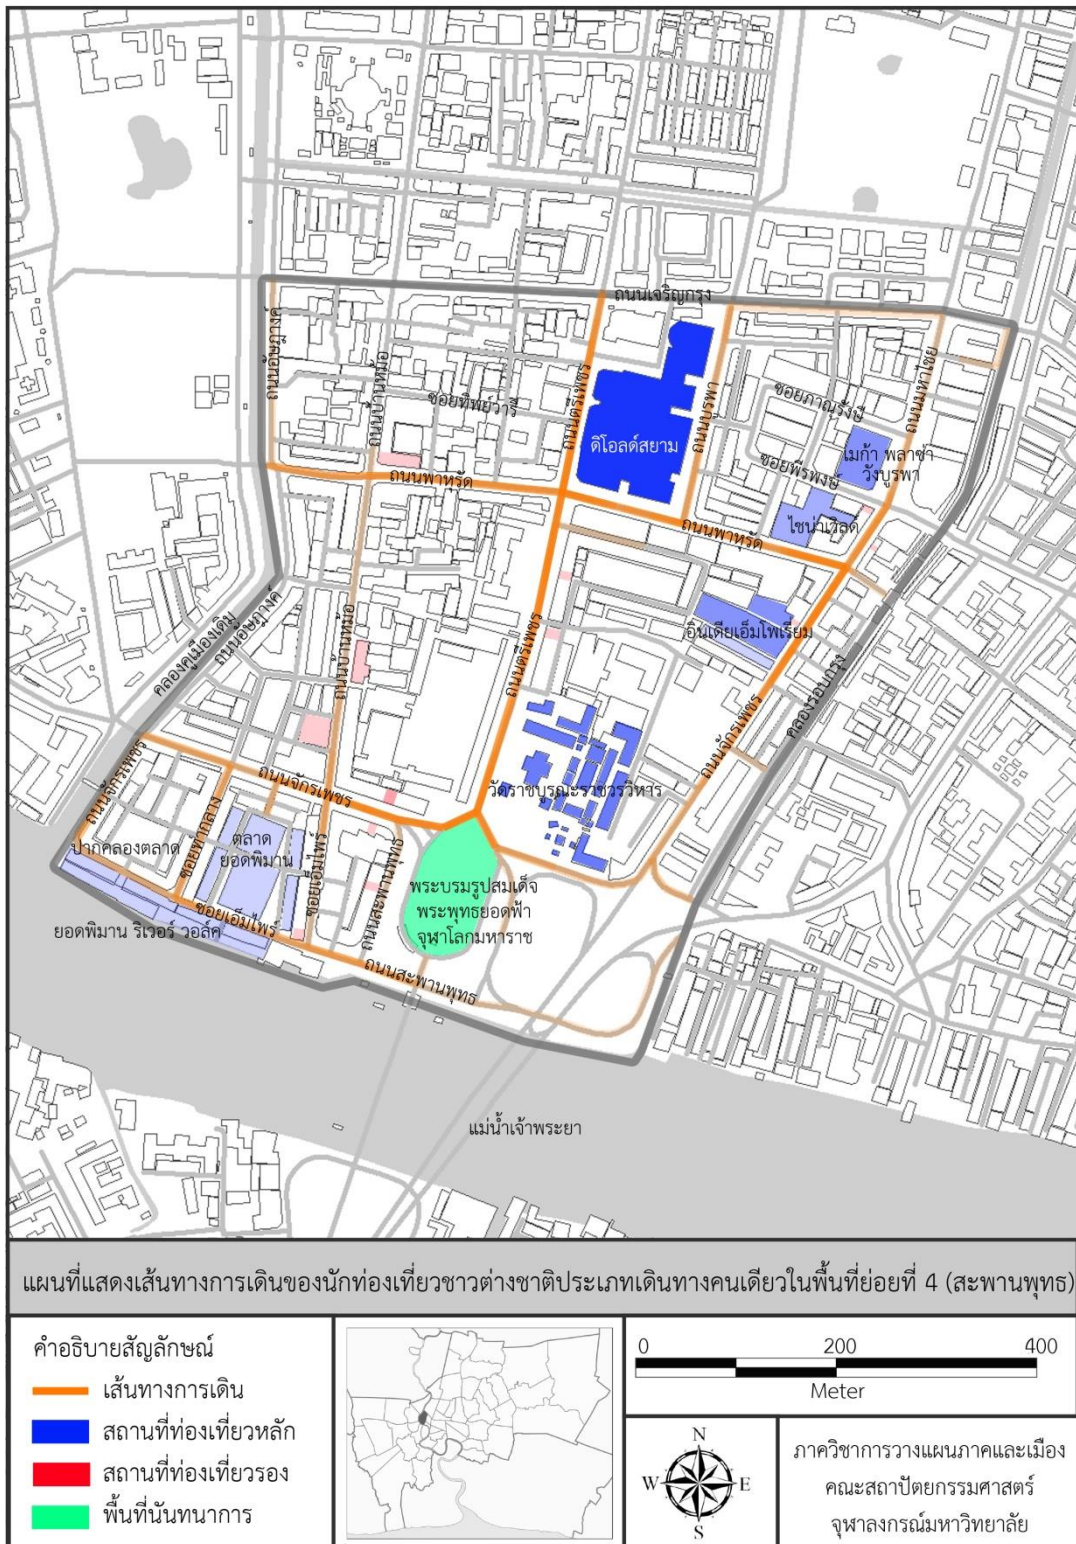 ถนนเจริญกรุง
ถนนอัษฎางค์
ถนนบ้านหม้อ
ซอยทิพย์วารี
ถนนตรีเพชร
ดิโอลด์สยาม
ถนนบูรพา
ซอยภาณุรังษี
ถนนมหาไชย
เมก้า พลาซ่า
วังบูรพา
ซอยพีรพงษ์
ไชน่าเวิลด์
ถนนพาหุรัด
ถนนพาหุรัด
อินเดียเอ็มโพเรียม
คลองคูเมืองเดิม
ถนนอัษฎางค์
ถนนบ้านหม้อ
ถนนตรีเพชร
ถนนจักรเพชร
คลองรอบกรุง
วัดราชบูรณะราชวรวิหาร
ถนนจักรเพชร
ถนนจักรเพชร
ปากคลองตลาด
ซอยท่ากลาง
ตลาด
ยอดพิมาน
ซอยเอ็มไพร์
ซอยเอ็มไพร์
ยอดพิมาน ริเวอร์ วอล์ค
ถนนสะพานพุทธ
พระบรมรูปสมเด็จ
พระพุทธยอดฟ้า
จุฬาโลกมหาราช
ถนนสะพานพุทธ
แม่น้ำเจ้าพระยา
แผนที่แสดงเส้นทางการเดินของนักท่องเที่ยวชาวต่างชาติประเภทเดินทางคนเดียวในพื้นที่ย่อยที่ 4 (สะพานพุทธ)
คำอธิบายสัญลักษณ์
เส้นทางการเดิน
สถานที่ท่องเที่ยวหลัก
สถานที่ท่องเที่ยวรอง
พื้นที่นันทนาการ
0 200 400
Meter
N
W E
S
ภาควิชาการวางแผนภาคและเมือง
คณะสถาปัตยกรรมศาสตร์
จุฬาลงกรณ์มหาวิทยาลัย